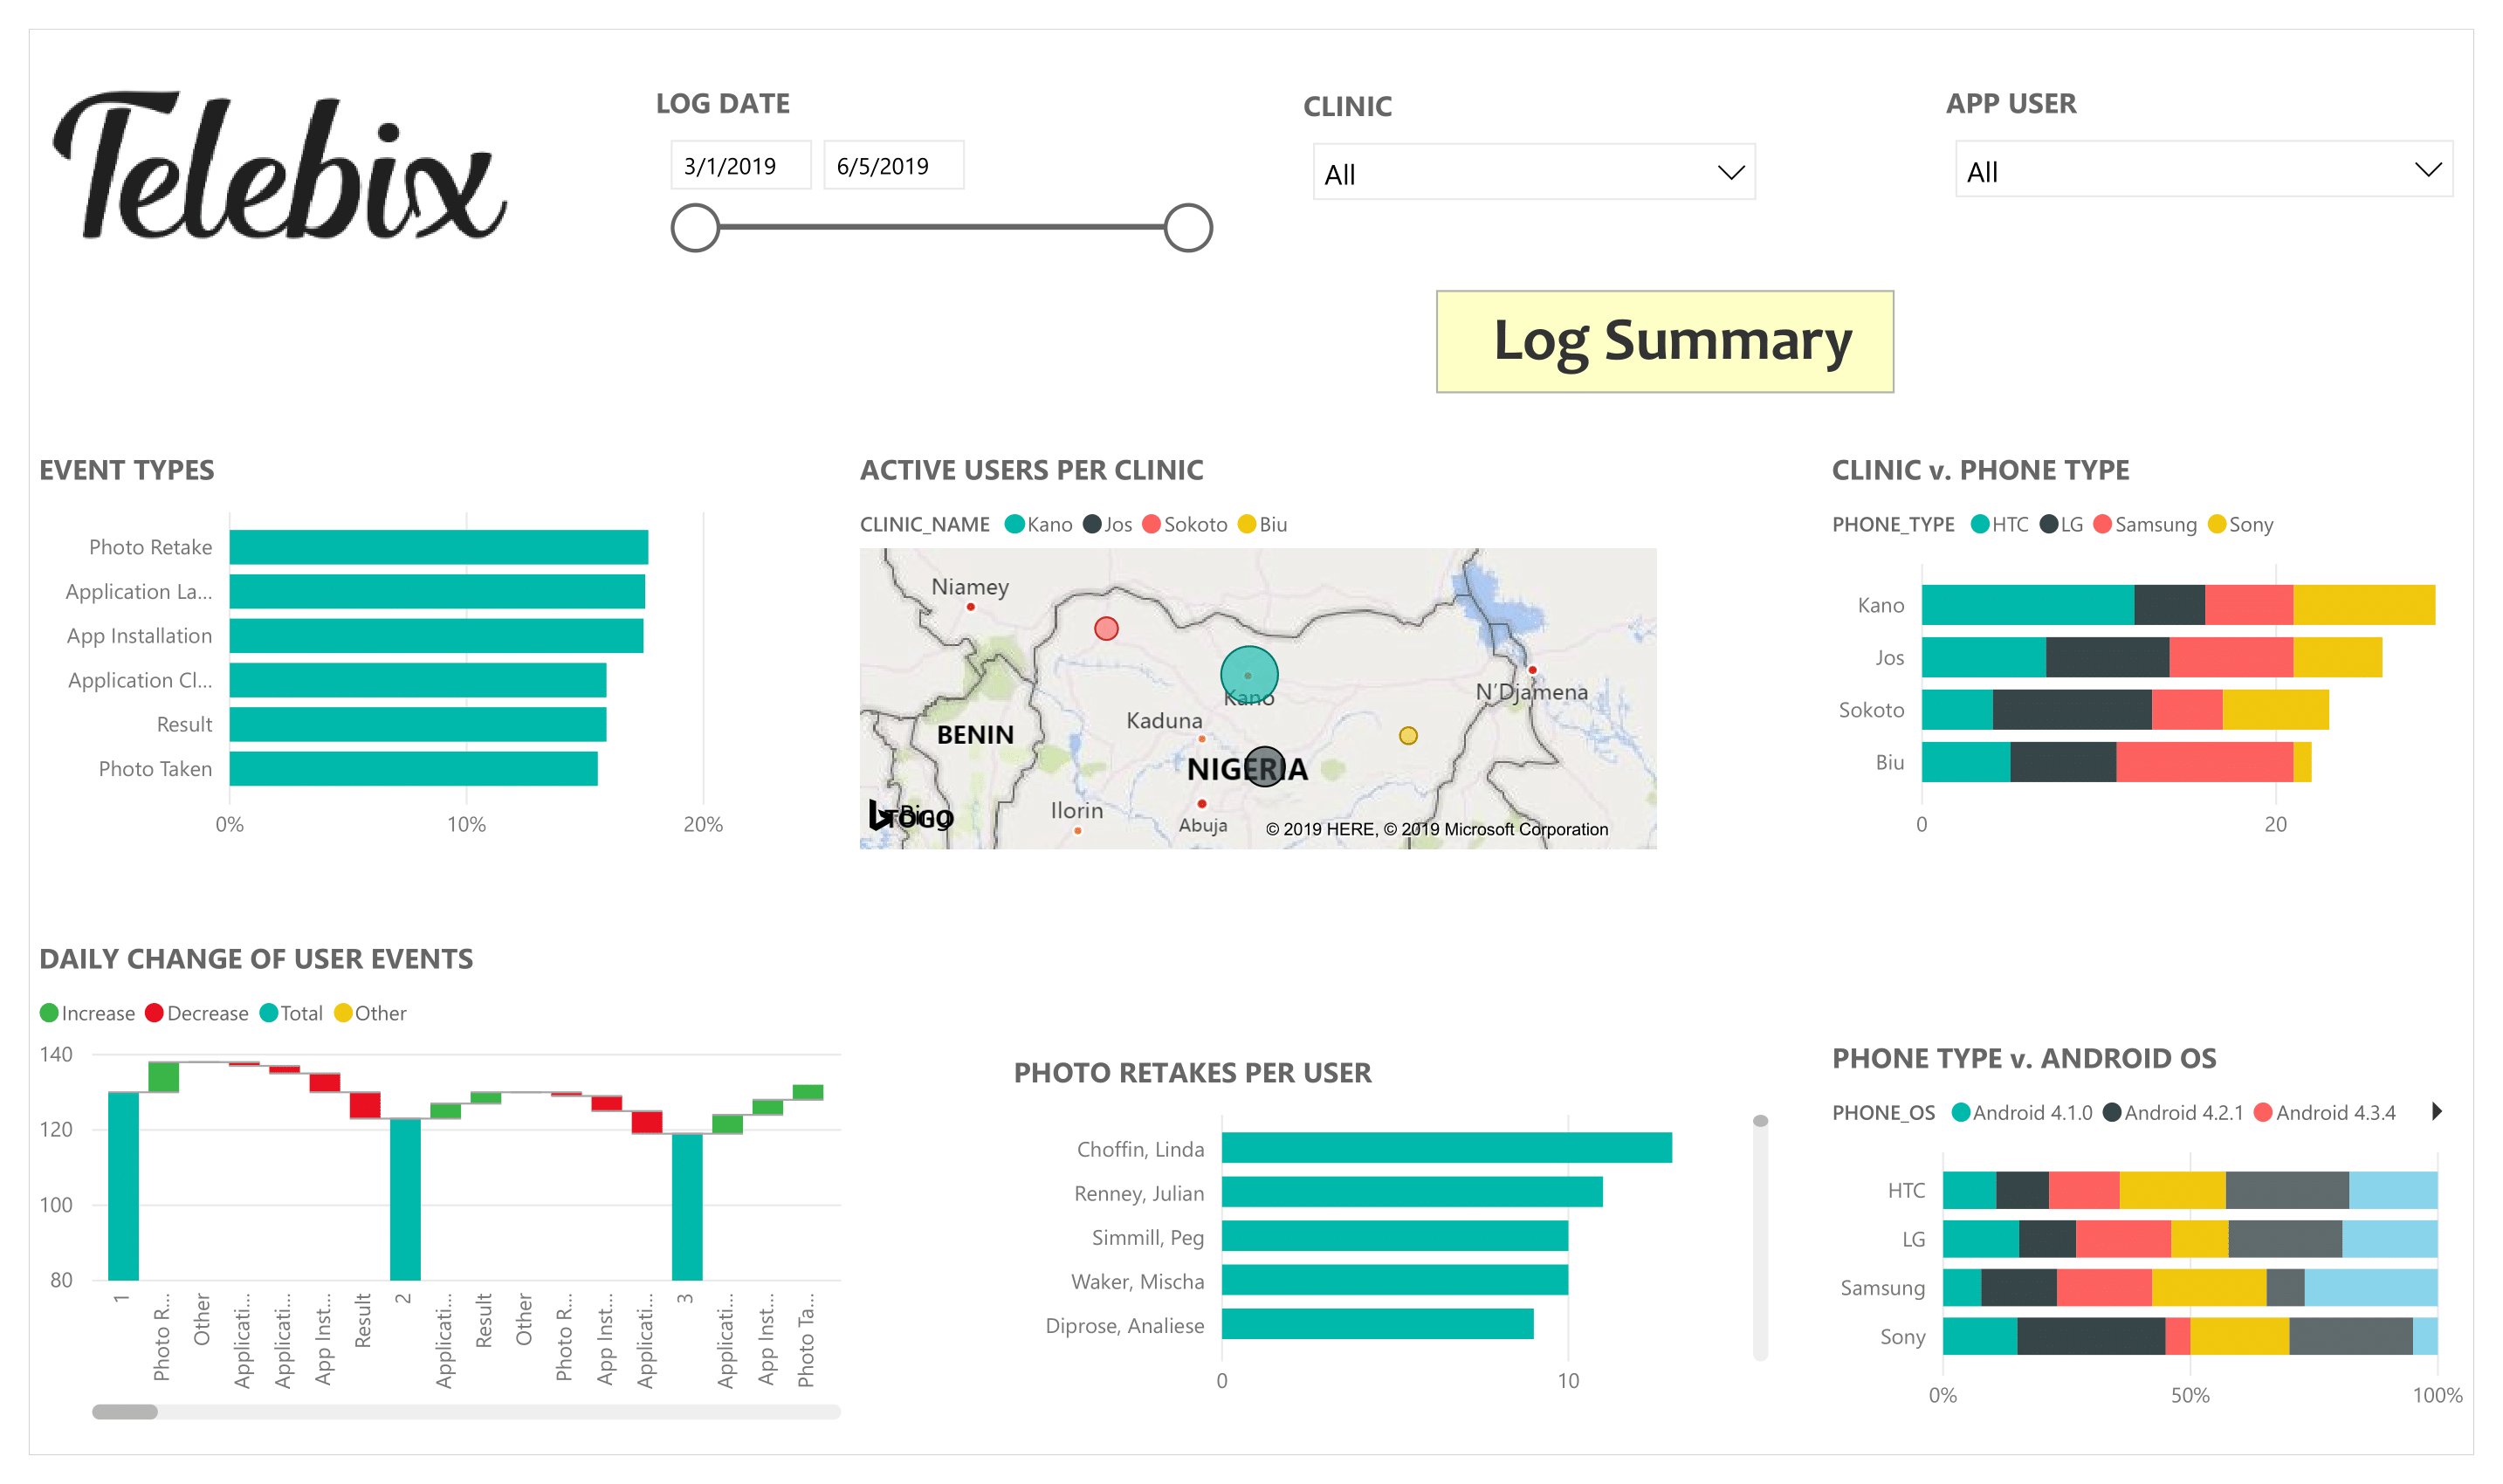 Telebix
LOG DATE
3/1/2019 6/5/2019
CLINIC
All
APP USER
All
Log Summary
EVENT TYPES
Photo Retake
Application La...
App Installation
Application Cl...
Result
Photo Taken
0% 10% 20%
ACTIVE USERS PER CLINIC
CLINIC_NAME Kano Jos Sokoto Biu
Niamey
Kano
N'Djamena
Kaduna
BENIN
NIGERIA
Ilorin
Bing
TOGO
Abuja
© 2019 HERE, © 2019 Microsoft Corporation
CLINIC v. PHONE TYPE
PHONE_TYPE HTC LG Samsung Sony
Kano
Jos
Sokoto
Biu
0 20
DAILY CHANGE OF USER EVENTS
Increase Decrease Total Other
140
120
100
80
1
Photo R...
Other
Applicati...
Applicati...
App Inst...
Result
2
Applicati...
Result
Other
Photo R...
App Inst...
Applicati...
3
Applicati...
App Inst...
Photo Ta...
PHOTO RETAKES PER USER
Choffin, Linda
Renney, Julian
Simmill, Peg
Waker, Mischa
Diprose, Analiese
0 10
PHONE TYPE v. ANDROID OS
PHONE_OS Android 4.1.0 Android 4.2.1 Android 4.3.4
HTC
LG
Samsung
Sony
0% 50% 100%